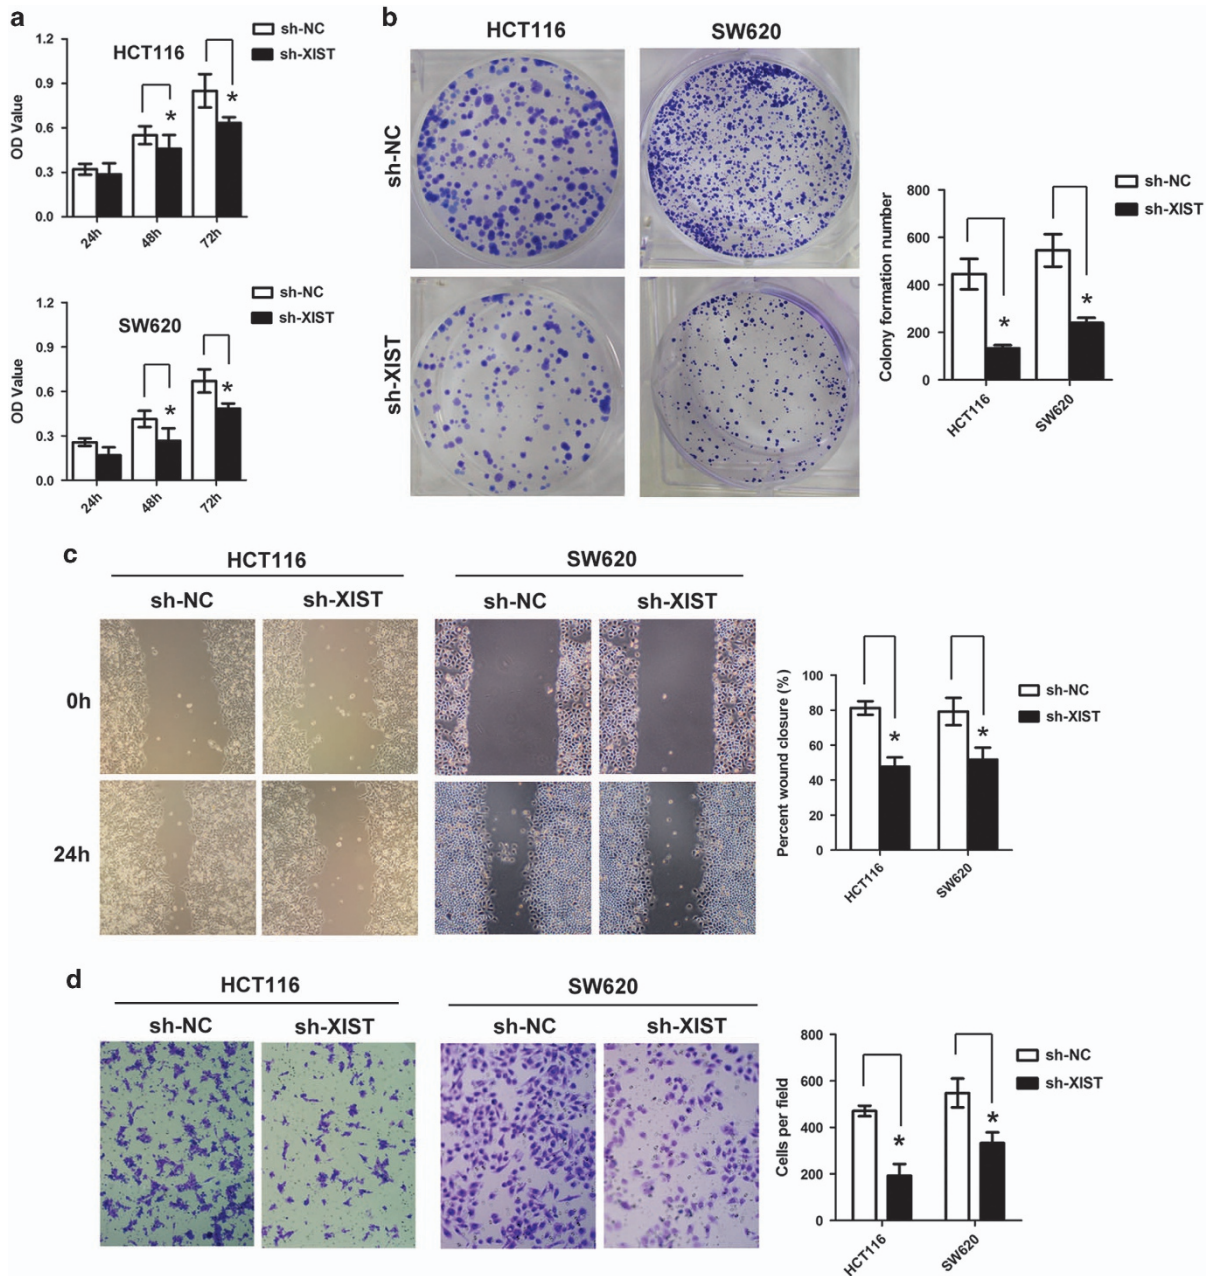 a
sh-NC
sh-XIST
HCT116
OD Value
1.2
0.9
0.6
0.3
0.0
*
*
24h
48h
72h
sh-NC
sh-XIST
SW620
OD Value
1.2
0.9
0.6
0.3
0.0
*
*
24h
48h
72h
b
HCT116
SW620
sh-NC
sh-XIST
sh-NC
sh-XIST
Colony formation number
800
600
400
200
0
*
*
HCT116
SW620
c
HCT116
SW620
sh-NC
sh-XIST
sh-NC
sh-XIST
0h
24h
sh-NC
sh-XIST
Percent wound closure (%)
100
80
60
40
20
0
*
*
HCT116
SW620
d
HCT116
SW620
sh-NC
sh-XIST
sh-NC
sh-XIST
sh-NC
sh-XIST
Cells per field
800
600
400
200
0
*
*
HCT116
SW620